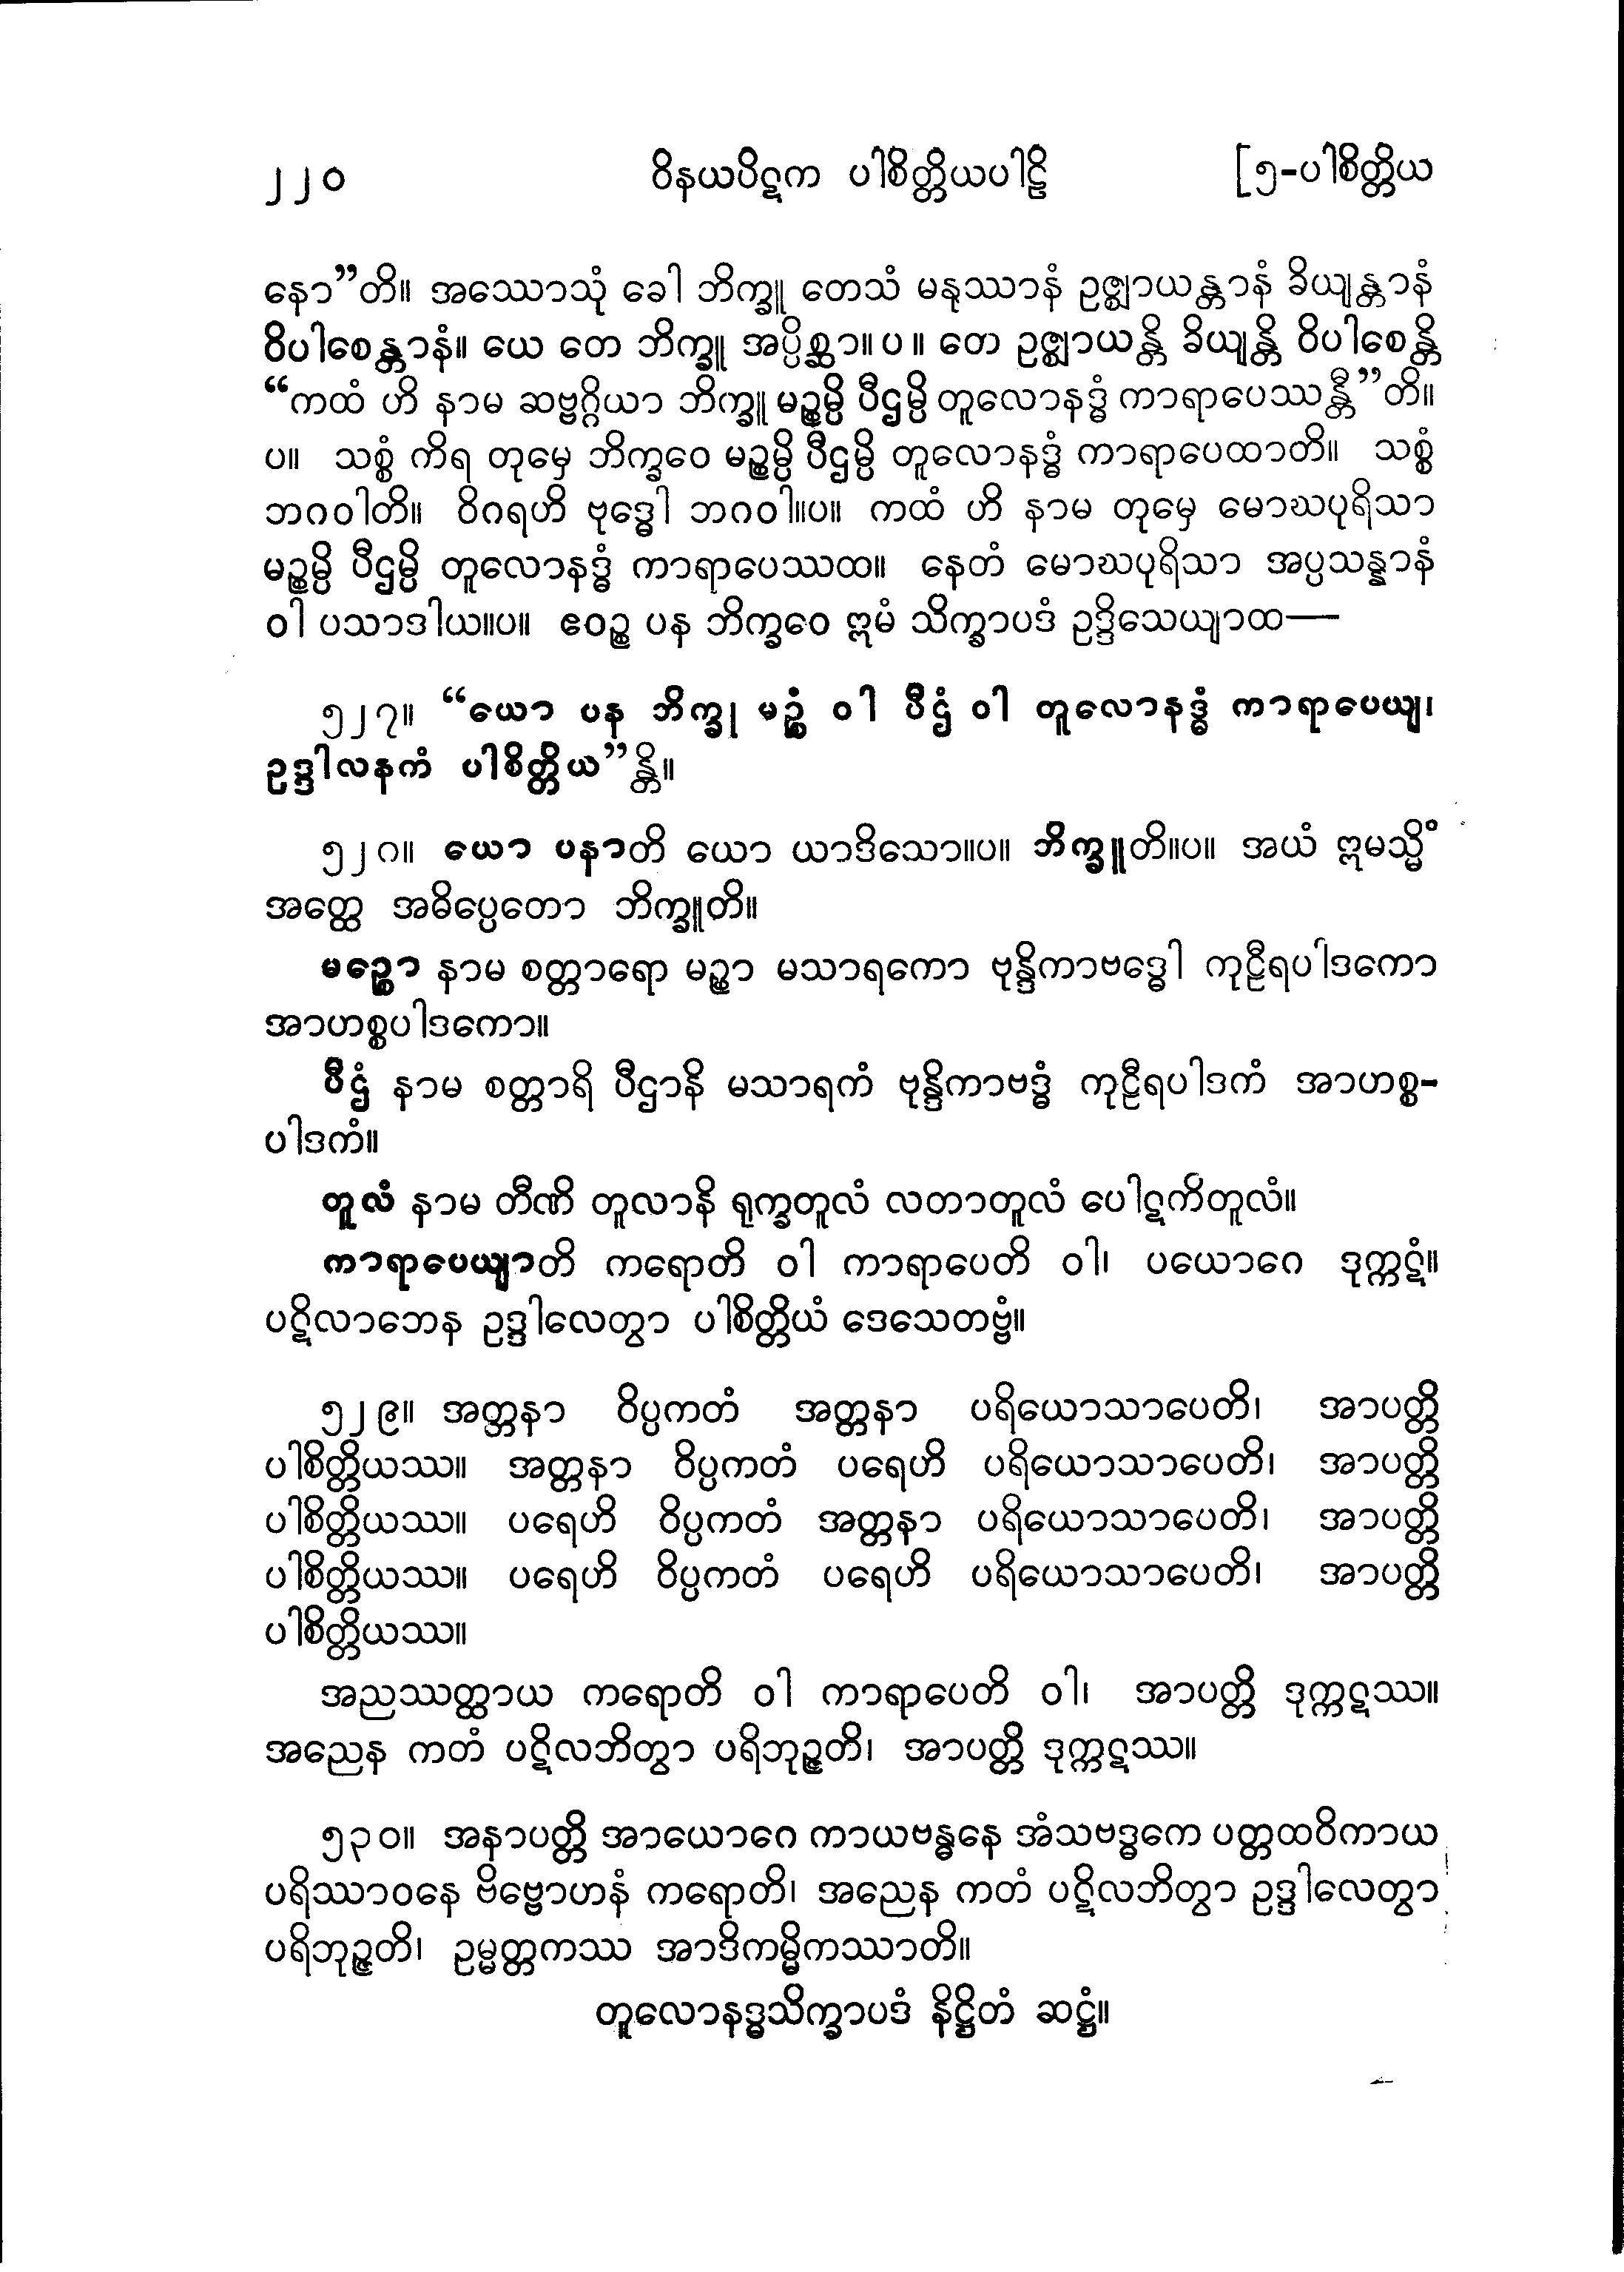 ၂၂၀ ဝိနယပိဋက ပါစိတ္တိယပါဠိ [၅-ပါစိတ္တိယ
နော”တိ။ အဿောသုံ ခေါ ဘိက္ခူ တေသံ မနုဿာနံ ဥဇ္ဈာယန္တာနံ ခိယျန္တာနံ
ဝိပါစေန္တာနံ။ ယေ တေ ဘိက္ခူ အပ္ပိစ္ဆာ။ ပ ။ တေ ဥဇ္ဈာယန္တိ ခိယျန္တိ ဝိပါစေန္တိ
“ကထံ ဟိ နာမ ဆဗ္ဗဂ္ဂိယာ ဘိက္ခူ မဉ္စမ္ပိ ပီဌမ္ပိ တူလောနဒ္ဓံ ကာရာပေဿန္တီ”တိ။
ပ။ သစ္စံ ကိရ တုမှေ ဘိက္ခဝေ မဉ္စမ္ပိ ပီဌမ္ပိ တူလောနဒ္ဓံ ကာရာပေထာတိ။ သစ္စံ
ဘဂဝါတိ။ ဝိဂရဟိ ဗုဒ္ဓေါ ဘဂဝါ။ပ။ ကထံ ဟိ နာမ တုမှေ မောဃပုရိသာ
မဉ္စမ္ပိ ပီဌမ္ပိ တူလောနဒ္ဓံ ကာရာပေဿထ။ နေတံ မောဃပုရိသာ အပ္ပသန္နာနံ
ဝါ ပသာဒါယ။ပ။ ဧဝဉ္စ ပန ဘိက္ခဝေ ဣမံ သိက္ခာပဒံ ဥဒ္ဒိသေယျာထ—
၅၂၇။ “ယော ပန ဘိက္ခု မဉ္စံ ဝါ ပီဌံ ဝါ တူလောနဒ္ဓံ ကာရာပေယျ၊
ဥဒ္ဒါလနကံ ပါစိတ္တိယ”န္တိ။
၅၂၈။ ယော ပနာတိ ယော ယာဒိသော။ပ။ ဘိက္ခူတိ။ပ။ အယံ ဣမသ္မိံ
အတ္ထေ အဓိပ္ပေတော ဘိက္ခူတိ။
မဉ္စော နာမ စတ္တာရော မဉ္စာ မသာရကော ဗုန္ဒိကာဗဒ္ဓေါ ကုဠီရပါဒကော
အာဟစ္စပါဒကော။
ပီဌံ နာမ စတ္တာရိ ပီဌာနိ မသာရကံ ဗုန္ဒိကာဗဒ္ဓံ ကုဠီရပါဒကံ အာဟစ္စ-
ပါဒကံ။
တူလံ နာမ တီဏိ တူလာနိ ရုက္ခတူလံ လတာတူလံ ပေါဋကိတူလံ။
ကာရာပေယျာတိ ကရောတိ ဝါ ကာရာပေတိ ဝါ၊ ပယောဂေ ဒုက္ကဋံ။
ပဋိလာဘေန ဥဒ္ဒါလေတွာ ပါစိတ္တိယံ ဒေသေတဗ္ဗံ။
၅၂၉။ အတ္တနာ ဝိပ္ပကတံ အတ္တနာ ပရိယောသာပေတိ၊ အာပတ္တိ
ပါစိတ္တိယဿ။ အတ္တနာ ဝိပ္ပကတံ ပရေဟိ ပရိယောသာပေတိ၊ အာပတ္တိ
ပါစိတ္တိယဿ။ ပရေဟိ ဝိပ္ပကတံ အတ္တနာ ပရိယောသာပေတိ၊ အာပတ္တိ
ပါစိတ္တိယဿ။ ပရေဟိ ဝိပ္ပကတံ ပရေဟိ ပရိယောသာပေတိ၊ အာပတ္တိ
ပါစိတ္တိယဿ။
အညဿတ္ထာယ ကရောတိ ဝါ ကာရာပေတိ ဝါ၊ အာပတ္တိ ဒုက္ကဋဿ။
အညေန ကတံ ပဋိလဘိတွာ ပရိဘုဉ္ဇတိ၊ အာပတ္တိ ဒုက္ကဋဿ။
၅၃၀။ အနာပတ္တိ အာယောဂေ ကာယဗန္ဓနေ အံသဗဒ္ဓကေ ပတ္တထဝိကာယ
ပရိဿာဝနေ ဗိဗ္ဗောဟနံ ကရောတိ၊ အညေန ကတံ ပဋိလဘိတွာ ဥဒ္ဒါလေတွာ
ပရိဘုဉ္ဇတိ၊ ဥမ္မတ္တကဿ အာဒိကမ္မိကဿာတိ။
တူလောနဒ္ဓသိက္ခာပဒံ နိဋ္ဌိတံ ဆဋ္ဌံ။